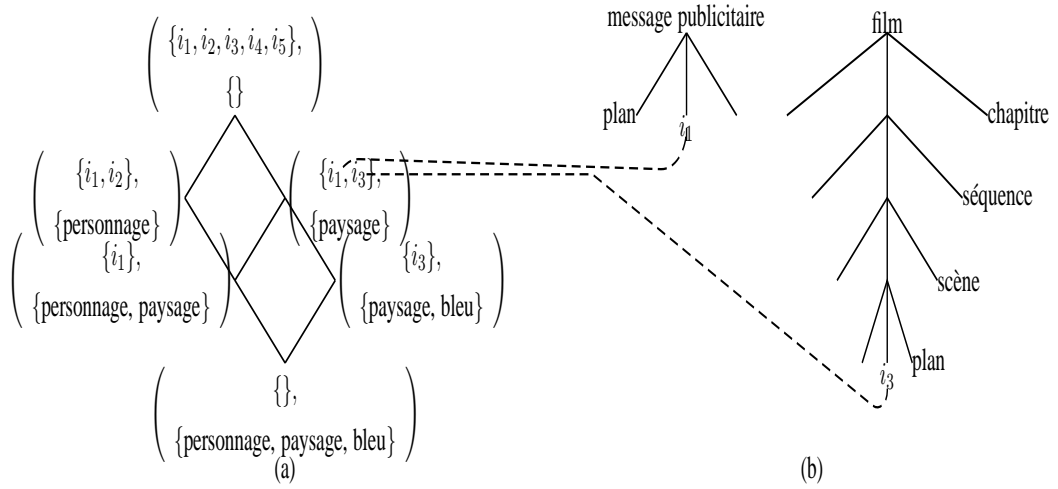 message publicitaire
film
{i₁, i₂, i₃, i₄, i₅},
{}
plan
i₁
chapitre
{i₁, i₂},
{personnage}
{i₁, i₃},
{paysage}
séquence
{i₁},
{personnage, paysage}
{i₃},
{paysage, bleu}
scène
plan
i₃
{},
{personnage, paysage, bleu}
(a)
(b)